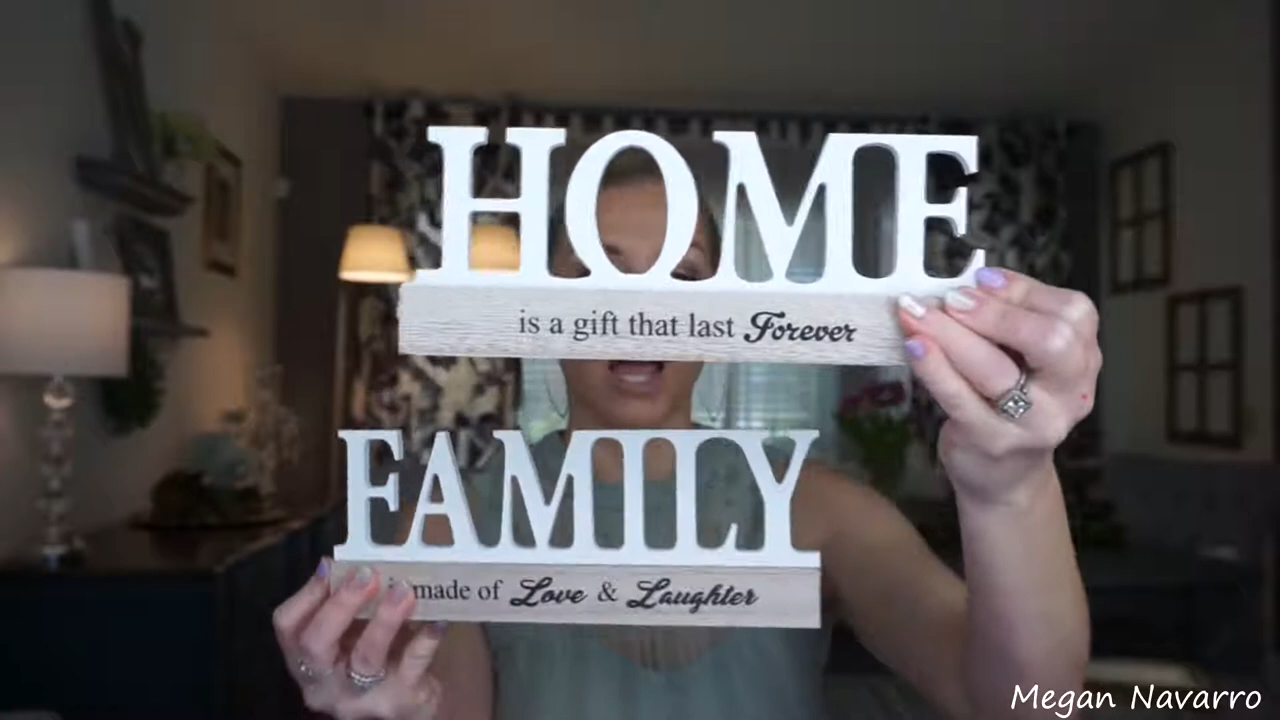 HOME
is a gift that last Forever
FAMILY
made of Love & Laughter
Megan Navarro